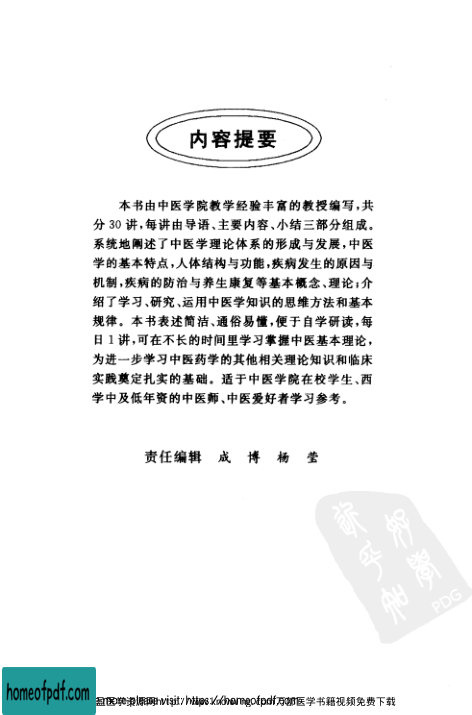 内容提要
本书由中医学院教学经验丰富的教授编写,共
分 30 讲,每讲由导语、主要内容、小结三部分组成。
系统地阐述了中医学理论体系的形成与发展,中医
学的基本特点,人体结构与功能,疾病发生的原因与
机制,疾病的防治与养生康复等基本概念、理论;介
绍了学习、研究、运用中医学知识的思维方法和基本
规律。本书表述简洁、通俗易懂,便于自学研读,每
日 1 讲,可在不长的时间里学习掌握中医基本理论,
为进一步学习中医药学的其他相关理论知识和临床
实践奠定扎实的基础。适于中医学院在校学生、西
学中及低年资的中医师、中医爱好者学习参考。
责任编辑 成 博 杨 莹
PDG
homeofpdf.com
more please visit: https://homeofpdf.com
医学书籍视频免费下载